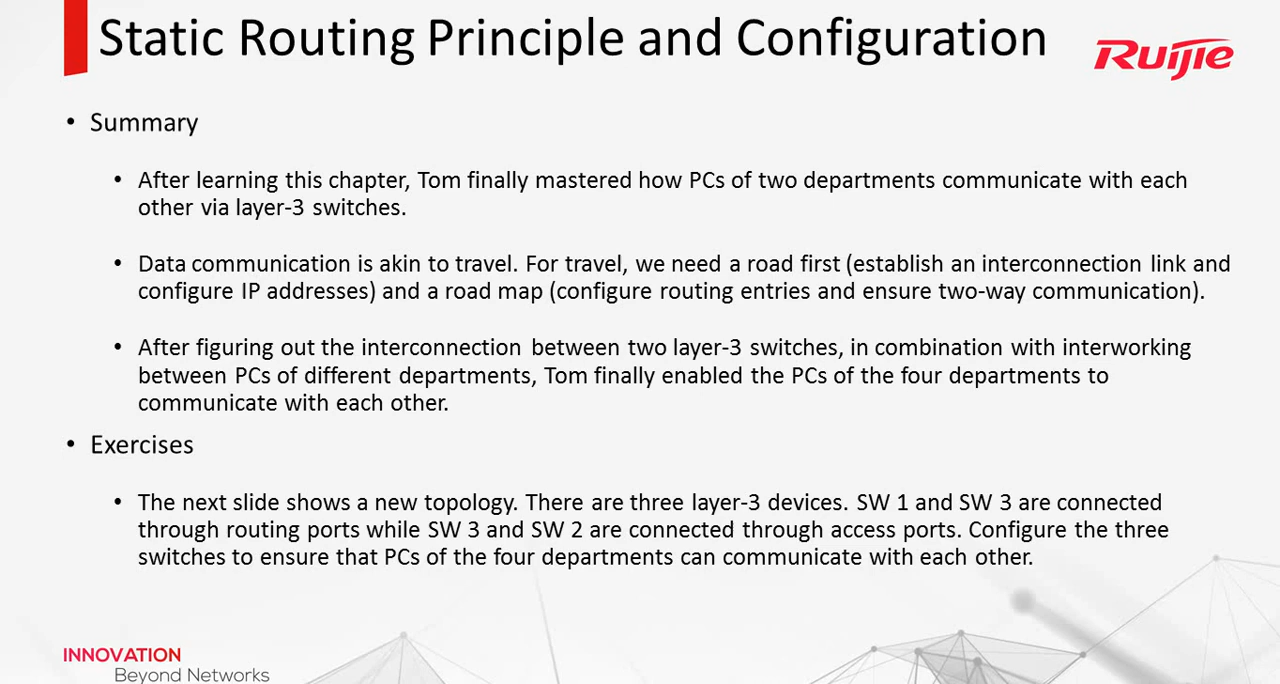 Static Routing Principle and Configuration
Ruijie
• Summary
• After learning this chapter, Tom finally mastered how PCs of two departments communicate with each
other via layer-3 switches.
• Data communication is akin to travel. For travel, we need a road first (establish an interconnection link and
configure IP addresses) and a road map (configure routing entries and ensure two-way communication).
• After figuring out the interconnection between two layer-3 switches, in combination with interworking
between PCs of different departments, Tom finally enabled the PCs of the four departments to
communicate with each other.
• Exercises
• The next slide shows a new topology. There are three layer-3 devices. SW 1 and SW 3 are connected
through routing ports while SW 3 and SW 2 are connected through access ports. Configure the three
switches to ensure that PCs of the four departments can communicate with each other.
INNOVATION
Beyond Networks